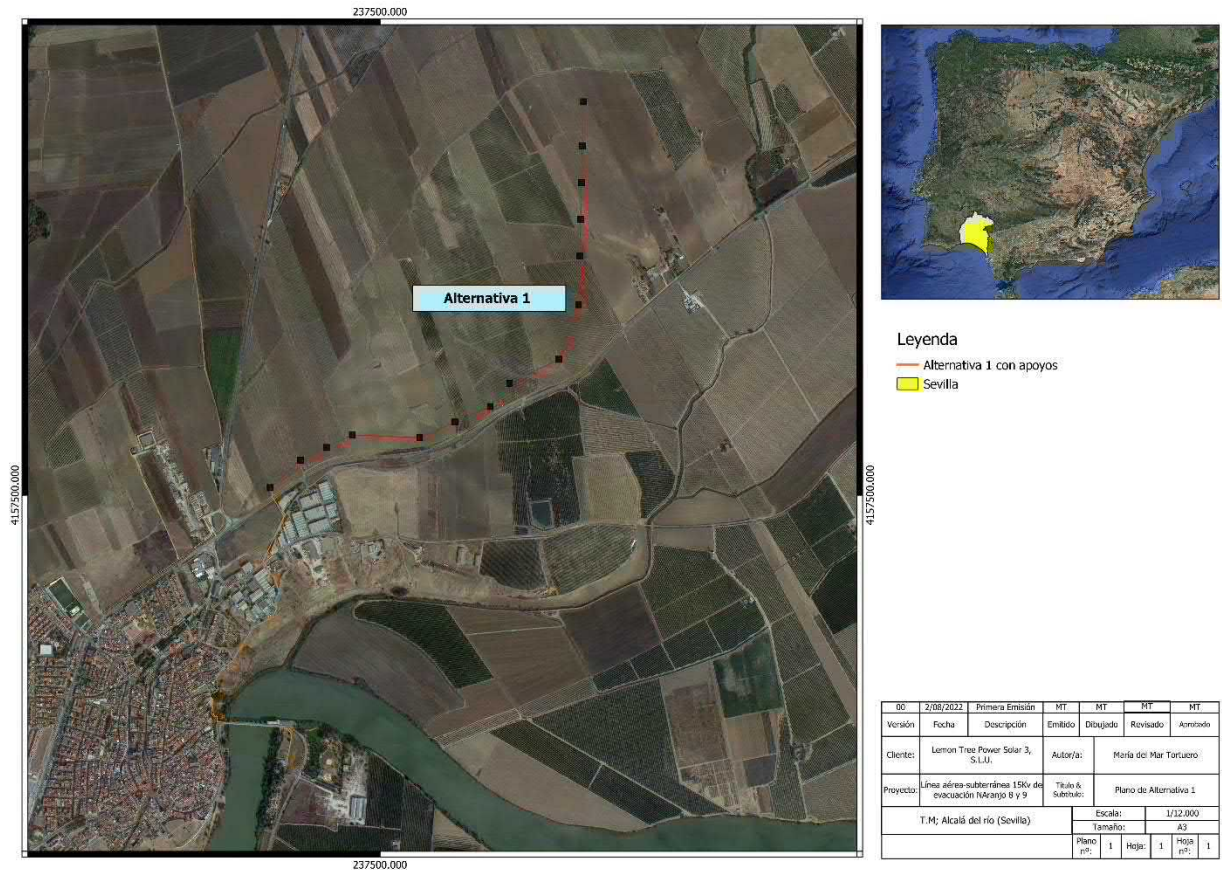 237500.000
4157500.000
Alternativa 1
4157500.000
237500.000
Leyenda
Alternativa 1 con apoyos
Sevilla
00 2/08/2022 Primera Emisión MT MT MT MT
Versión Fecha Descripción Emitido Dibujado Revisado Aprobado
Cliente: Lemon Tree Power Solar 3, S.L.U. Autor/a: María del Mar Tortuero
Proyecto: Línea aérea-subterránea 15Kv de evacuación NAranjo 8 y 9 Título & Subtitulo: Plano de Alternativa 1
T.M; Alcalá del río (Sevilla) Escala: 1/12.000
Tamaño: A3
Plano nº: 1 Hoja: 1 Hoja nº: 1